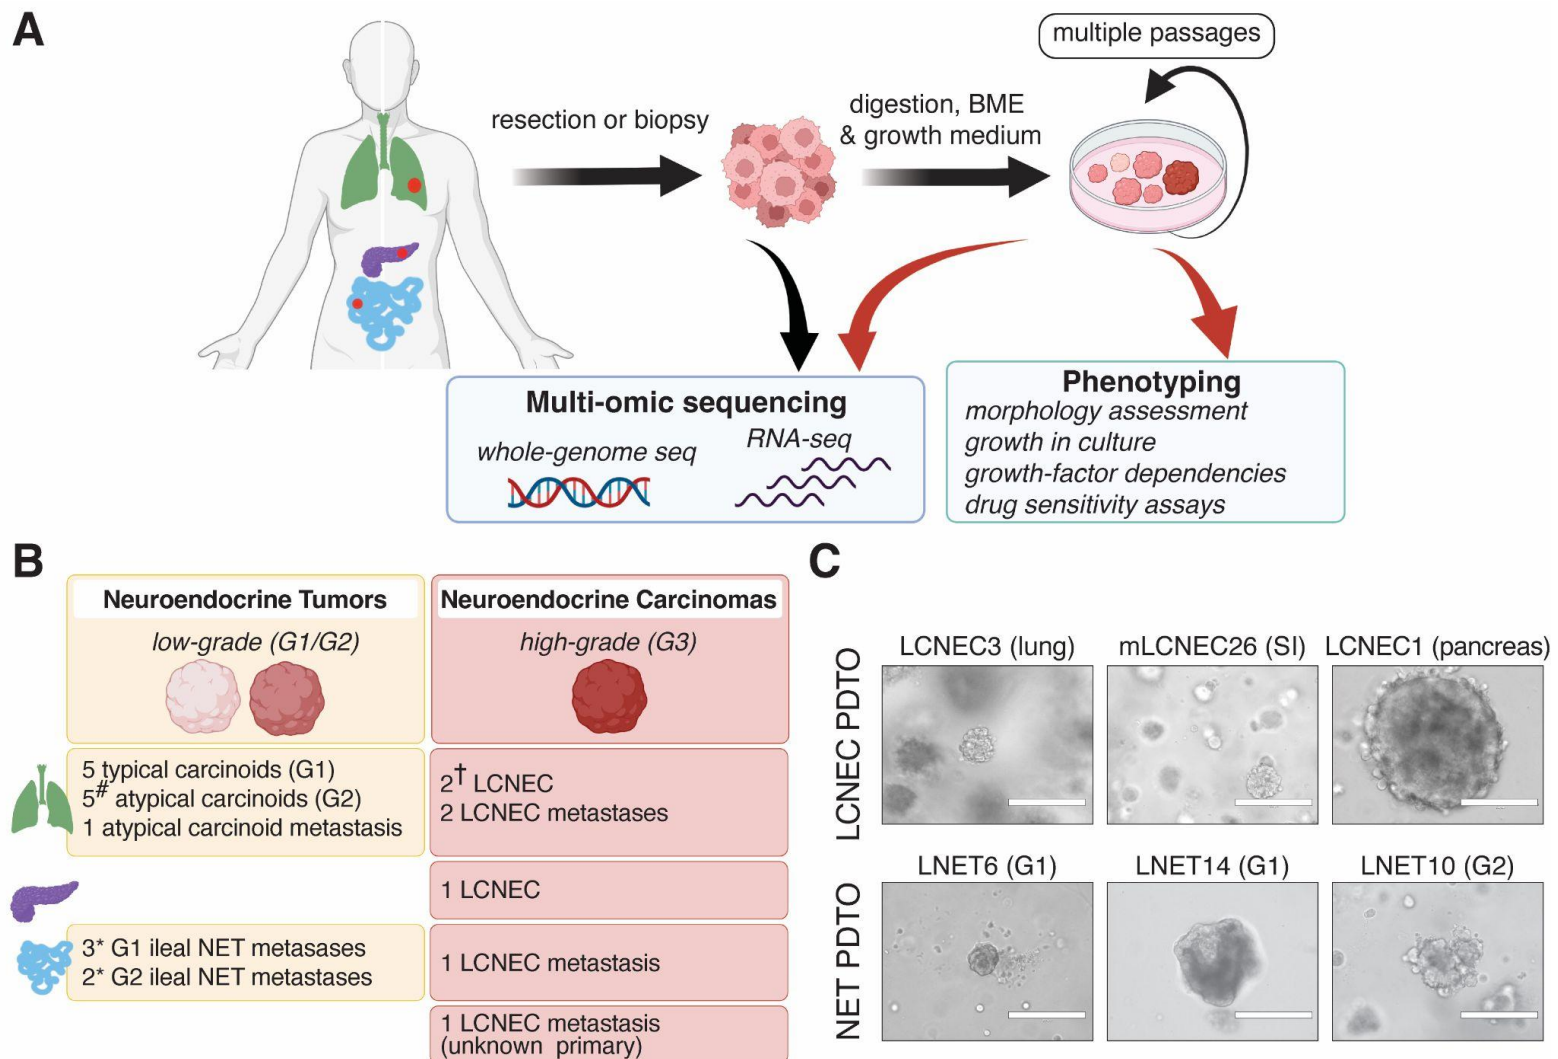 A
multiple passages
resection or biopsy
digestion, BME
& growth medium
Multi-omic sequencing
whole-genome seq
RNA-seq
Phenotyping
morphology assessment
growth in culture
growth-factor dependencies
drug sensitivity assays
B
Neuroendocrine Tumors
low-grade (G1/G2)
Neuroendocrine Carcinomas
high-grade (G3)
5 typical carcinoids (G1)
5# atypical carcinoids (G2)
1 atypical carcinoid metastasis
2† LCNEC
2 LCNEC metastases
1 LCNEC
3* G1 ileal NET metasases
2* G2 ileal NET metastases
1 LCNEC metastasis
1 LCNEC metastasis
(unknown primary)
C
LCNEC PDTO
LCNEC3 (lung)
mLCNEC26 (SI)
LCNEC1 (pancreas)
NET PDTO
LNET6 (G1)
LNET14 (G1)
LNET10 (G2)